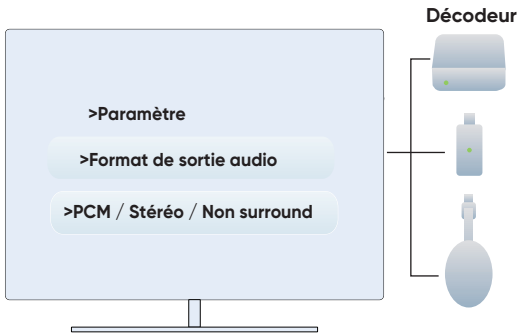 Décodeur
>Paramètre
>Format de sortie audio
>PCM / Stéréo / Non surround